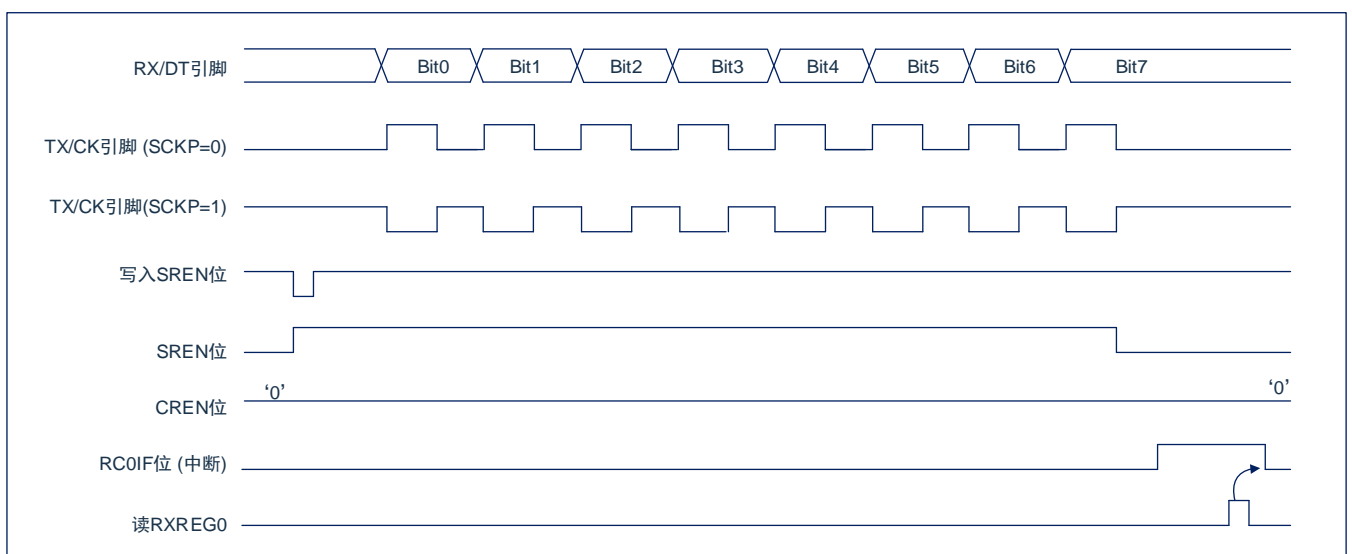 RX/DT引脚 Bit0 Bit1 Bit2 Bit3 Bit4 Bit5 Bit6 Bit7
TX/CK引脚 (SCKP=0)
TX/CK引脚(SCKP=1)
写入SREN位
SREN位
‘0’ ‘0’
CREN位
RC0IF位 (中断)
读RXREG0